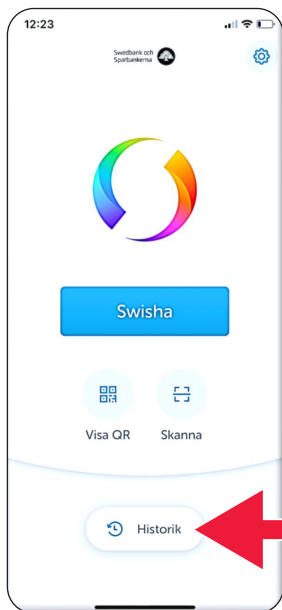 12:23
Swedbank och
Sparbankerna
Swisha
Visa QR
Skanna
Historik